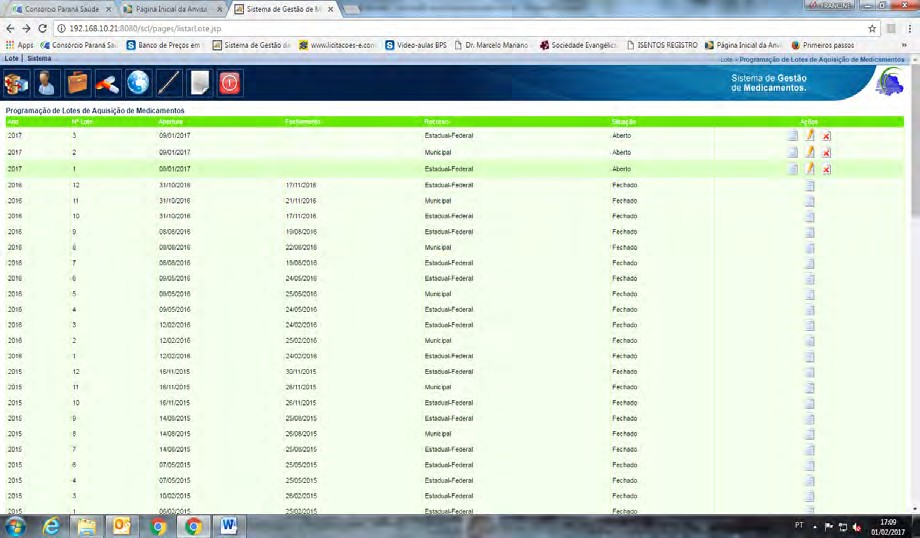 Consórcio Paraná Saúde × Página Inicial da Anvisa × Sistema de Gestão de M ×
192.168.10.21:8080/scl/pages/listarLote.jsp
Apps Consórcio Paraná Sa Banco de Preços em Sistema de Gestão de www.licitacoes-e.con Video-aulas BPS Dr. Marcelo Mariano Sociedade Evangélic ISENTOS REGISTRO Página Inicial da Anv Primeiros passos
Lote | Sistema Lote » Programação de Lotes de Aquisição de Medicamentos
Sistema de Gestão
de Medicamentos.
Programação de Lotes de Aquisição de Medicamentos
Ano Nº Lote Abertura Fechamento Recurso Situação Ações
2017 3 09/01/2017 Estadual-Federal Aberto
2017 2 09/01/2017 Municipal Aberto
2017 1 Estadual-Federal Aberto
2016 12 31/10/2016 17/11/2016 Estadual-Federal Fechado
2016 11 31/10/2016 21/11/2016 Municipal Fechado
2016 10 31/10/2016 17/11/2016 Estadual-Federal Fechado
2016 9 08/08/2016 19/08/2016 Estadual-Federal Fechado
2016 8 08/08/2016 22/08/2016 Municipal Fechado
2016 7 08/08/2016 Estadual-Federal Fechado
2016 6 09/05/2016 24/05/2016 Estadual-Federal Fechado
2016 5 09/05/2016 25/05/2016 Municipal Fechado
2016 4 09/05/2016 24/05/2016 Estadual-Federal Fechado
2016 3 12/02/2016 24/02/2016 Estadual-Federal Fechado
2016 2 12/02/2016 25/02/2016 Municipal Fechado
2016 1 12/02/2016 24/02/2016 Estadual-Federal Fechado
2015 12 16/11/2015 30/11/2015 Estadual-Federal Fechado
2015 11 16/11/2015 26/11/2015 Municipal Fechado
2015 10 16/11/2015 26/11/2015 Estadual-Federal Fechado
2015 9 14/08/2015 25/08/2015 Estadual-Federal Fechado
2015 8 14/08/2015 26/08/2015 Municipal Fechado
2015 7 14/08/2015 25/08/2015 Estadual-Federal Fechado
2015 6 07/05/2015 25/05/2015 Estadual-Federal Fechado
2015 4 07/05/2015 25/05/2015 Estadual-Federal Fechado
2015 3 10/02/2015 26/02/2015 Estadual-Federal Fechado
2015 1 06/02/2015 25/02/2015 Estadual-Federal Fechado
PT 17:09
01/02/2017